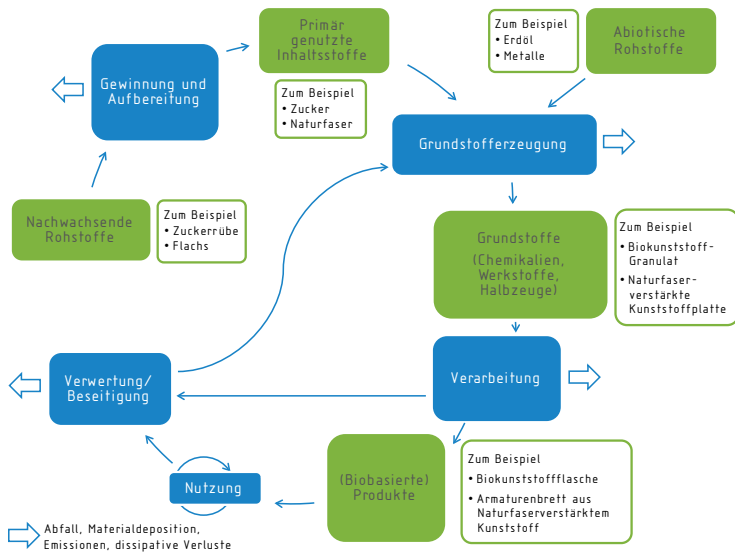 Primär
genutzte
Inhaltsstoffe
Zum Beispiel
• Erdöl
• Metalle
Abiotische
Rohstoffe
Gewinnung und
Aufbereitung
Zum Beispiel
• Zucker
• Naturfaser
Grundstofferzeugung
Nachwachsende
Rohstoffe
Zum Beispiel
• Zuckerrübe
• Flachs
Grundstoffe
(Chemikalien,
Werkstoffe,
Halbzeuge)
Zum Beispiel
• Biokunststoff-
Granulat
• Naturfaser-
verstärkte
Kunststoffplatte
Verwertung/
Beseitigung
Verarbeitung
Nutzung
(Biobasierte)
Produkte
Zum Beispiel
• Biokunststoffflasche
• Armaturenbrett aus
Naturfaserverstärktem
Kunststoff
Abfall, Materialdeposition,
Emissionen, dissipative Verluste